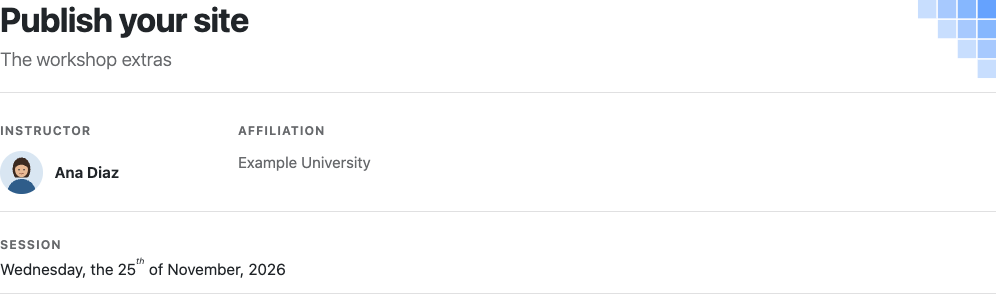 Publish your site
The workshop extras
INSTRUCTOR
Ana Diaz
AFFILIATION
Example University
SESSION
Wednesday, the 25th of November, 2026